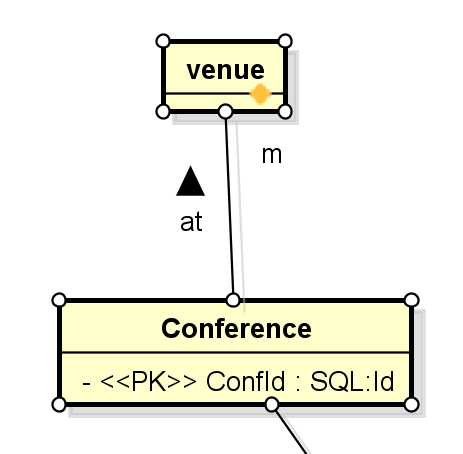 venue
m
at
Conference
- <<PK>> ConfId : SQL:Id